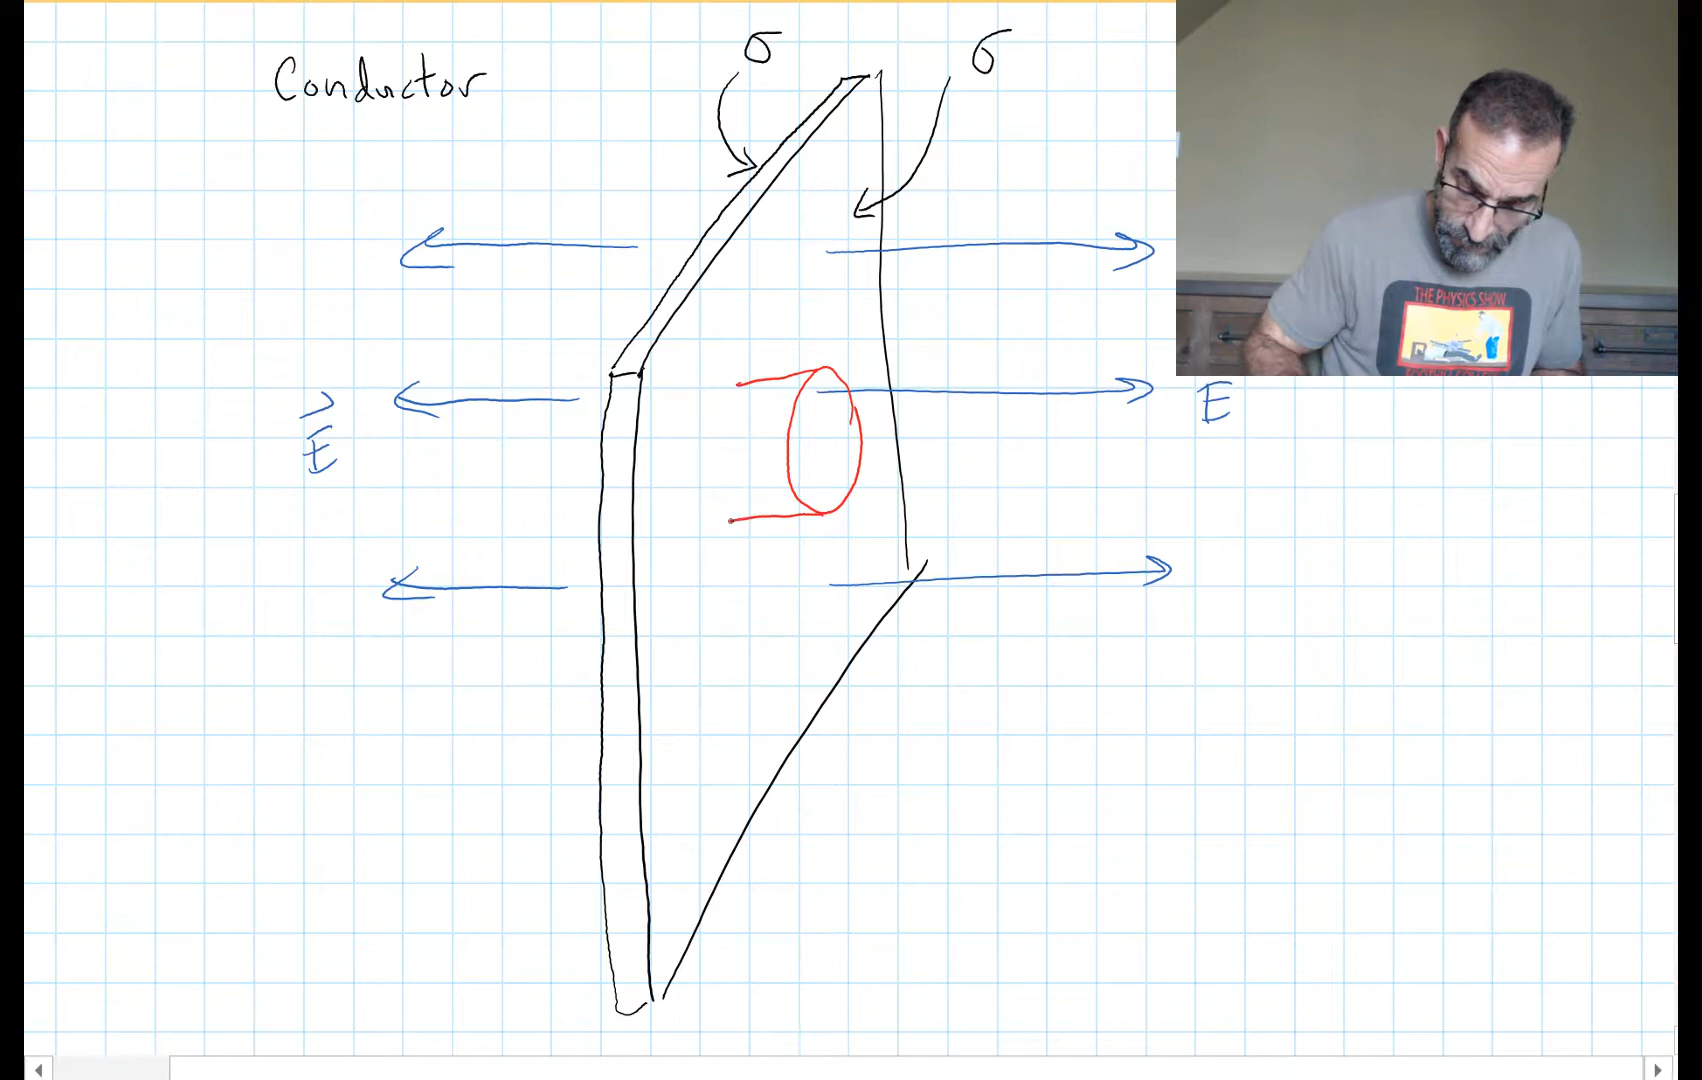 Conductor
σ
σ
E
E
THE PHYSICS SHOW